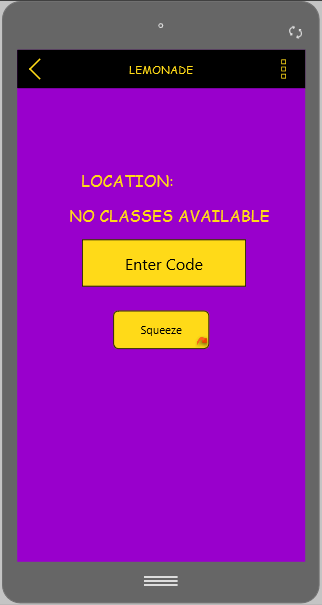 LEMONADE
LOCATION:
NO CLASSES AVAILABLE
Enter Code
Squeeze